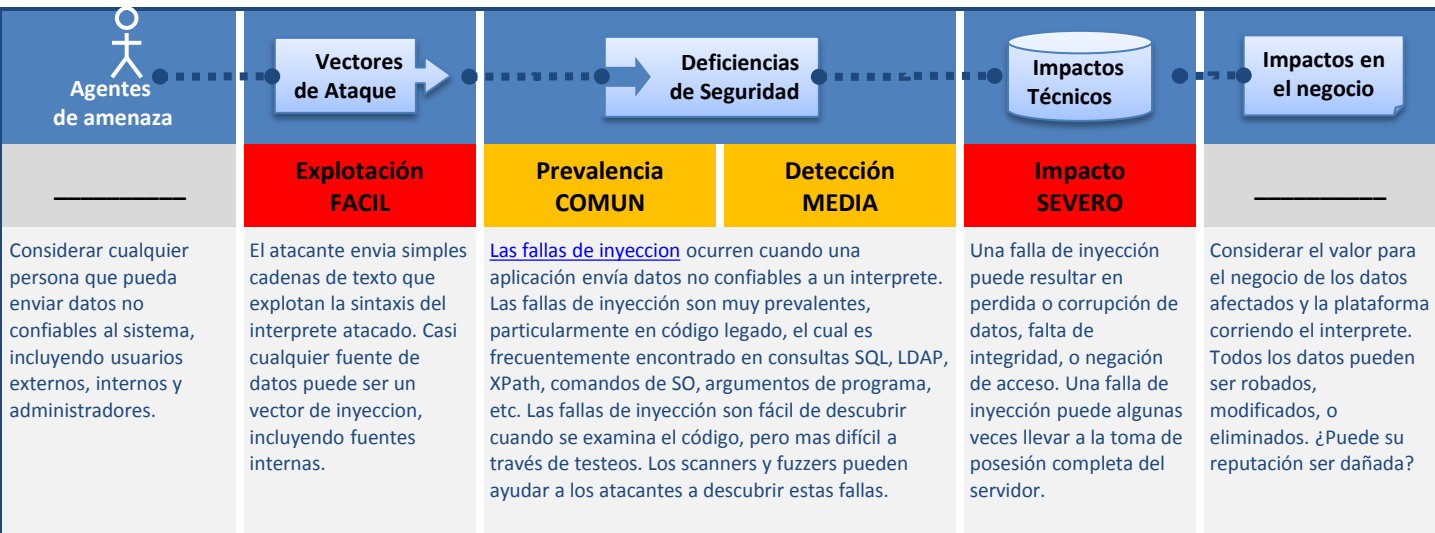 Agentes
de amenaza
Vectores
de Ataque
Deficiencias
de Seguridad
Impactos
Técnicos
Impactos en
el negocio
__________
Explotación
FACIL
Prevalencia
COMUN
Detección
MEDIA
Impacto
SEVERO
__________
Considerar cualquier
persona que pueda
enviar datos no
confiables al sistema,
incluyendo usuarios
externos, internos y
administradores.
El atacante envia simples
cadenas de texto que
explotan la sintaxis del
interprete atacado. Casi
cualquier fuente de
datos puede ser un
vector de inyeccion,
incluyendo fuentes
internas.
Las fallas de inyeccion ocurren cuando una
aplicación envía datos no confiables a un interprete.
Las fallas de inyección son muy prevalentes,
particularmente en código legado, el cual es
frecuentemente encontrado en consultas SQL, LDAP,
XPath, comandos de SO, argumentos de programa,
etc. Las fallas de inyección son fácil de descubrir
cuando se examina el código, pero mas difícil a
través de testeos. Los scanners y fuzzers pueden
ayudar a los atacantes a descubrir estas fallas.
Una falla de inyección
puede resultar en
perdida o corrupción de
datos, falta de
integridad, o negación
de acceso. Una falla de
inyección puede algunas
veces llevar a la toma de
posesión completa del
servidor.
Considerar el valor para
el negocio de los datos
afectados y la plataforma
corriendo el interprete.
Todos los datos pueden
ser robados,
modificados, o
eliminados. ¿Puede su
reputación ser dañada?